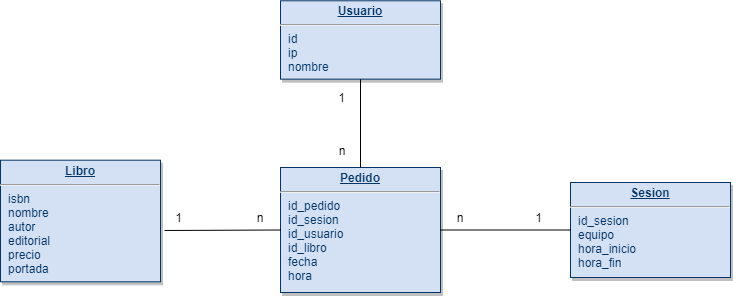 Usuario
id
ip
nombre
1
n
Libro
isbn
nombre
autor
editorial
precio
portada
1
n
Pedido
id_pedido
id_sesion
id_usuario
id_libro
fecha
hora
n
1
Sesion
id_sesion
equipo
hora_inicio
hora_fin